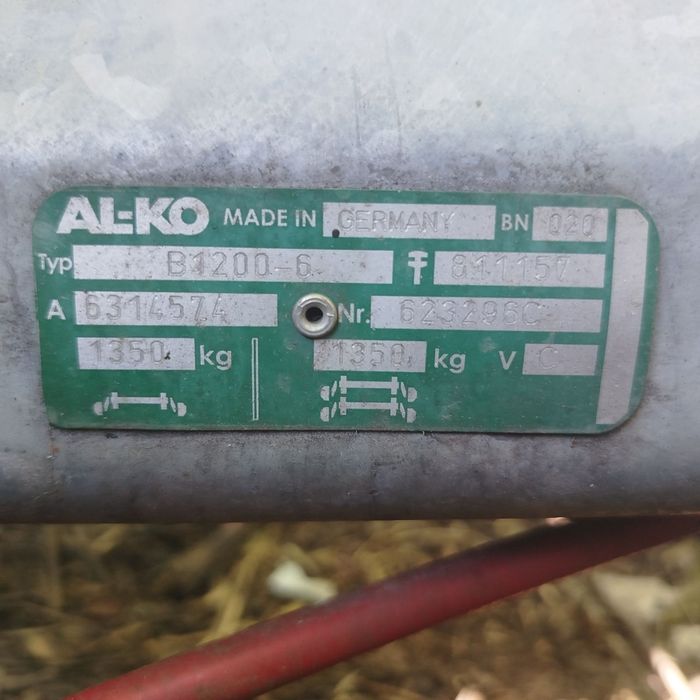 AL-KO MADE IN GERMANY BN 020
Typ B1200-6 811157
A 6314574 Nr. 623296C
1350 kg 1350 kg V C